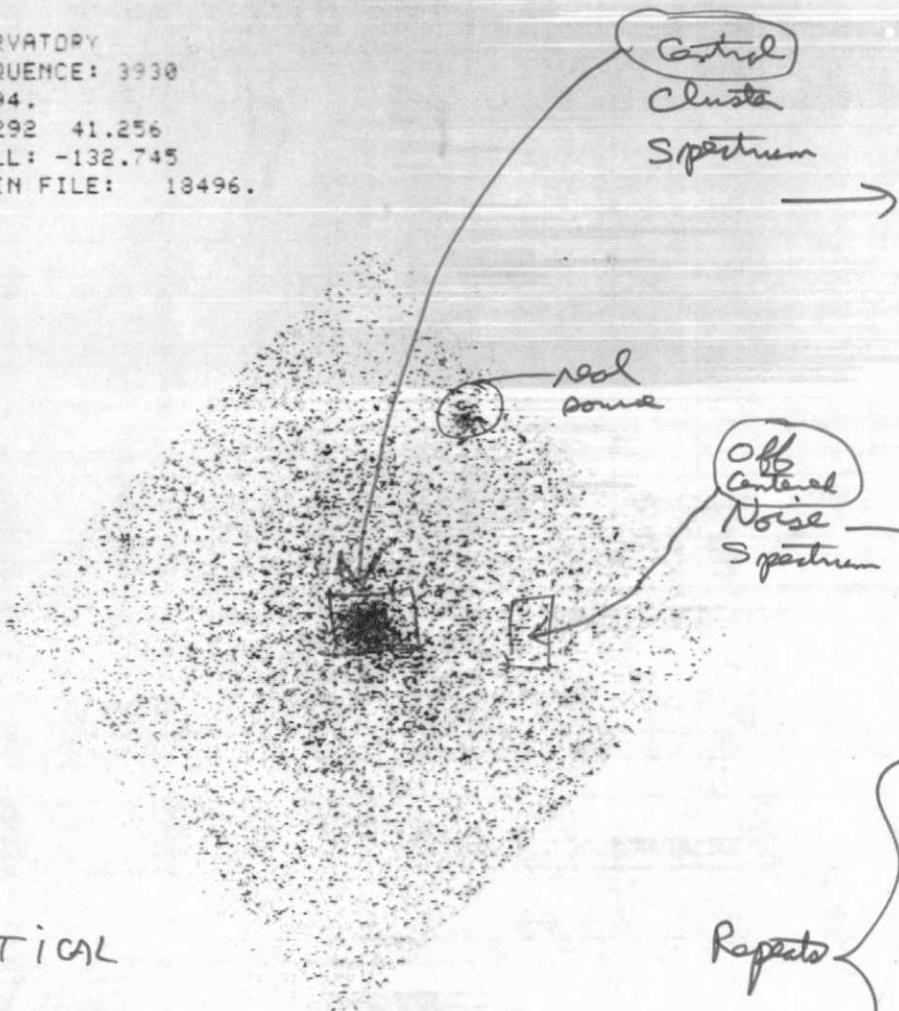 RVATORY
QUENCE: 3930
94.
292 41.256
LL: -132.745
IN FILE: 18496.
Central
Cluster
Spectrum
real
source
Off
Centered
Noise
Spectrum
TiCAL
Repeats